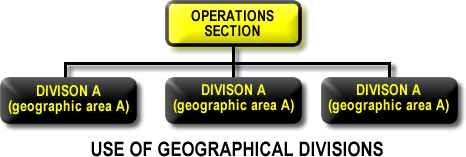 OPERATIONS
SECTION
DIVISON A
(geographic area A)
DIVISON A
(geographic area A)
DIVISON A
(geographic area A)
USE OF GEOGRAPHICAL DIVISIONS